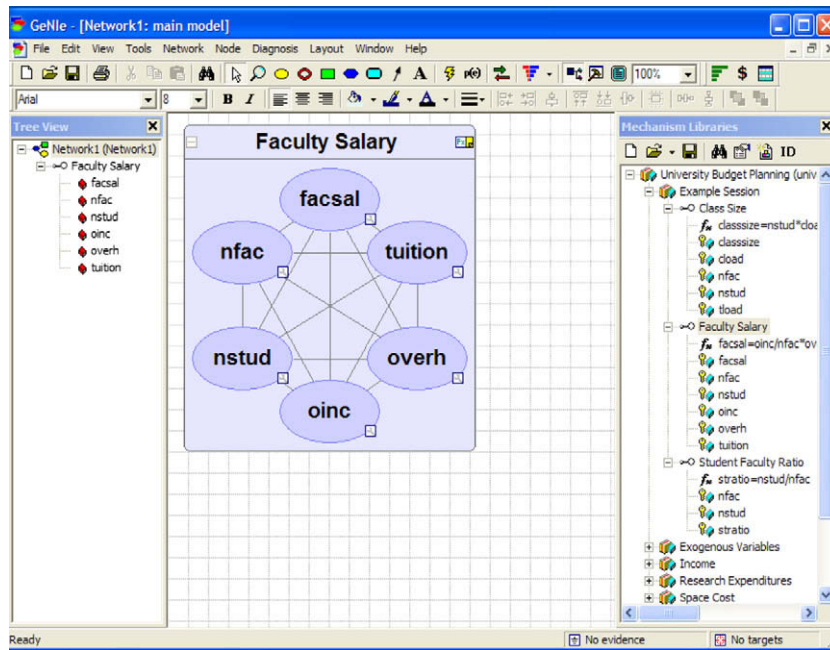 GeNIe - [Network1: main model]
File Edit View Tools Network Node Diagnosis Layout Window Help
100%
Arial 8 B I A
Tree View
Network1 (Network1)
Faculty Salary
facsal
nfac
nstud
oinc
overh
tuition
Faculty Salary
facsal
nfac
tuition
nstud
overh
oinc
Mechanism Libraries
ID
University Budget Planning (univ
Example Session
Class Size
classsize=nstud*cloa
classsize
cload
nfac
nstud
tload
Faculty Salary
facsal=oinc/nfac*ov
facsal
nfac
nstud
oinc
overh
tuition
Student Faculty Ratio
stratio=nstud/nfac
nfac
nstud
stratio
Exogenous Variables
Income
Research Expenditures
Space Cost
Ready No evidence No targets